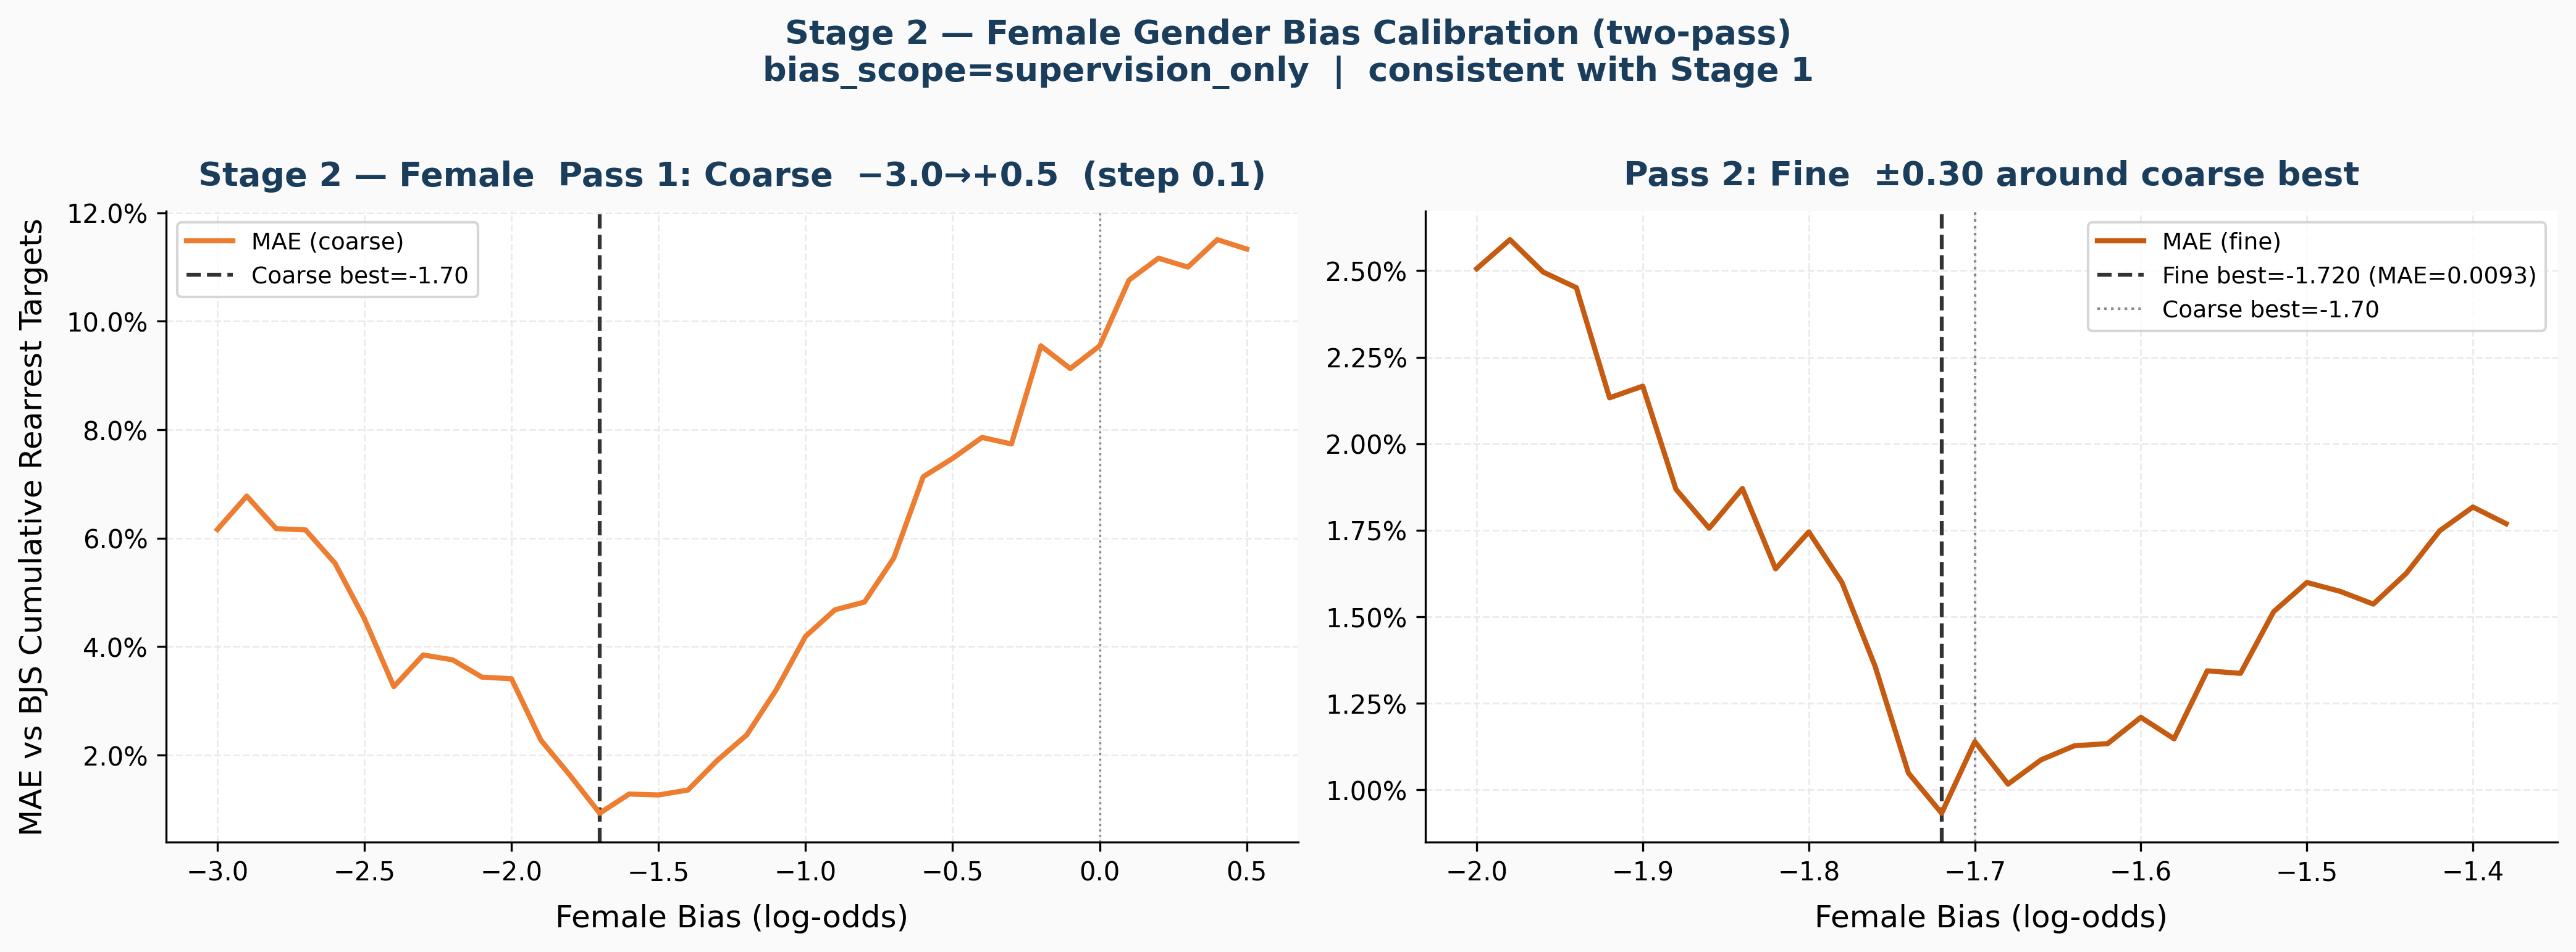 Stage 2 — Female Gender Bias Calibration (two-pass)
bias_scope=supervision_only | consistent with Stage 1
Stage 2 — Female  Pass 1: Coarse  −3.0→+0.5  (step 0.1)
MAE vs BJS Cumulative Rearrest Targets
12.0%
10.0%
8.0%
6.0%
4.0%
2.0%
MAE (coarse)
Coarse best=-1.70
−3.0 −2.5 −2.0 −1.5 −1.0 −0.5 0.0 0.5
Female Bias (log-odds)
Pass 2: Fine  ±0.30 around coarse best
2.50%
2.25%
2.00%
1.75%
1.50%
1.25%
1.00%
MAE (fine)
Fine best=-1.720 (MAE=0.0093)
Coarse best=-1.70
−2.0 −1.9 −1.8 −1.7 −1.6 −1.5 −1.4
Female Bias (log-odds)